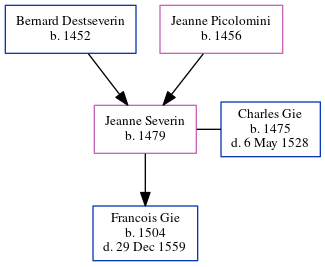 Bernard Destseverin
b. 1452
Jeanne Picolomini
b. 1456
Jeanne Severin
b. 1479
Charles Gie
b. 1475
d. 6 May 1528
Francois Gie
b. 1504
d. 29 Dec 1559